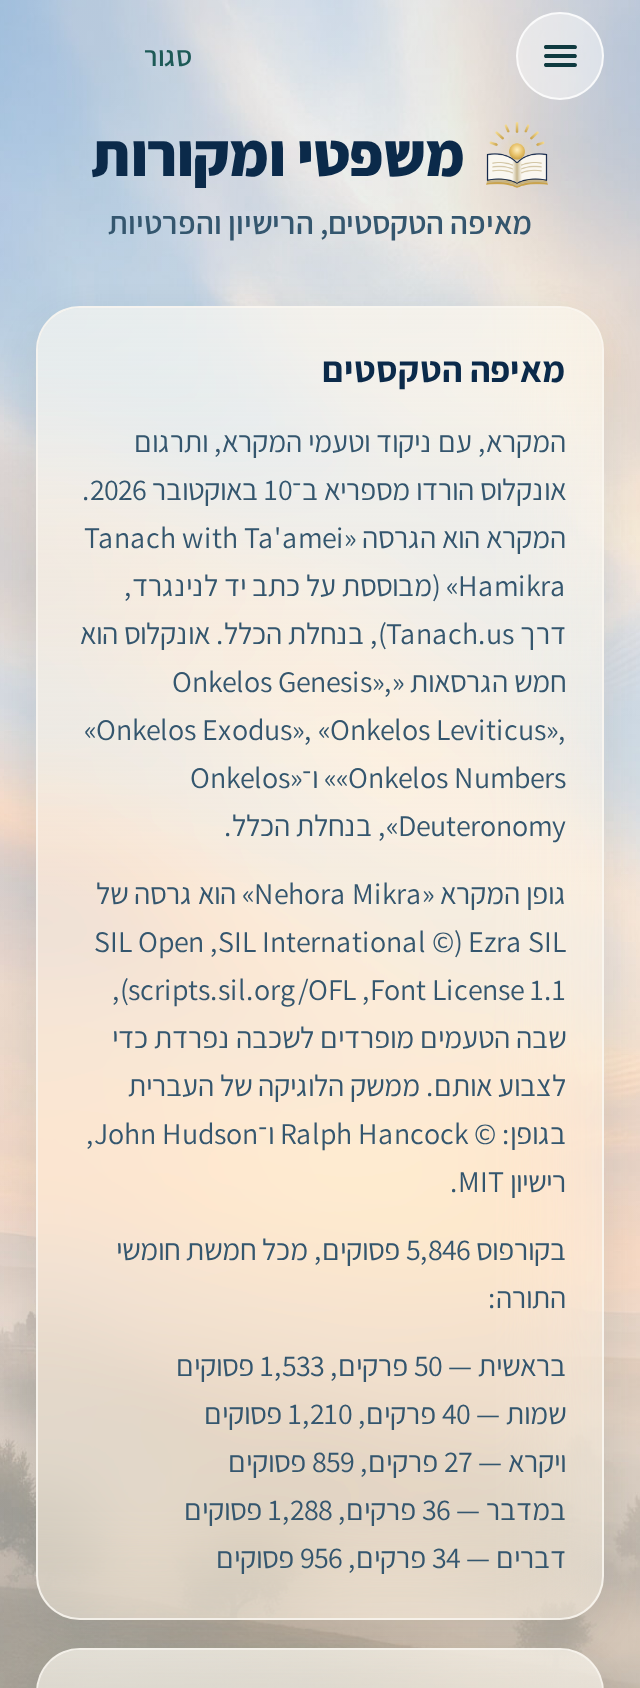 סגור
משפטי ומקורות
מאיפה הטקסטים, הרישיון והפרטיות
מאיפה הטקסטים
המקרא, עם ניקוד וטעמי המקרא, ותרגום
אונקלוס הורדו מספריא ב־10 באוקטובר 2026.
המקרא הוא הגרסה «Tanach with Ta'amei
Hamikra» (מבוססת על כתב יד לנינגרד,
דרך Tanach.us), בנחלת הכלל. אונקלוס הוא
חמש הגרסאות «Onkelos Genesis»,
«Onkelos Exodus», «Onkelos Leviticus»,
«Onkelos Numbers» ו־«Onkelos
Deuteronomy», בנחלת הכלל.
גופן המקרא «Nehora Mikra» הוא גרסה של
Ezra SIL (© SIL International, SIL Open
Font License 1.1, scripts.sil.org/OFL),
שבה הטעמים מופרדים לשכבה נפרדת כדי
לצבוע אותם. ממשק הלוגיקה של העברית
בגופן: © Ralph Hancock ו־John Hudson,
רישיון MIT.
בקורפוס 5,846 פסוקים, מכל חמשת חומשי
התורה:
בראשית — 50 פרקים, 1,533 פסוקים
שמות — 40 פרקים, 1,210 פסוקים
ויקרא — 27 פרקים, 859 פסוקים
במדבר — 36 פרקים, 1,288 פסוקים
דברים — 34 פרקים, 956 פסוקים